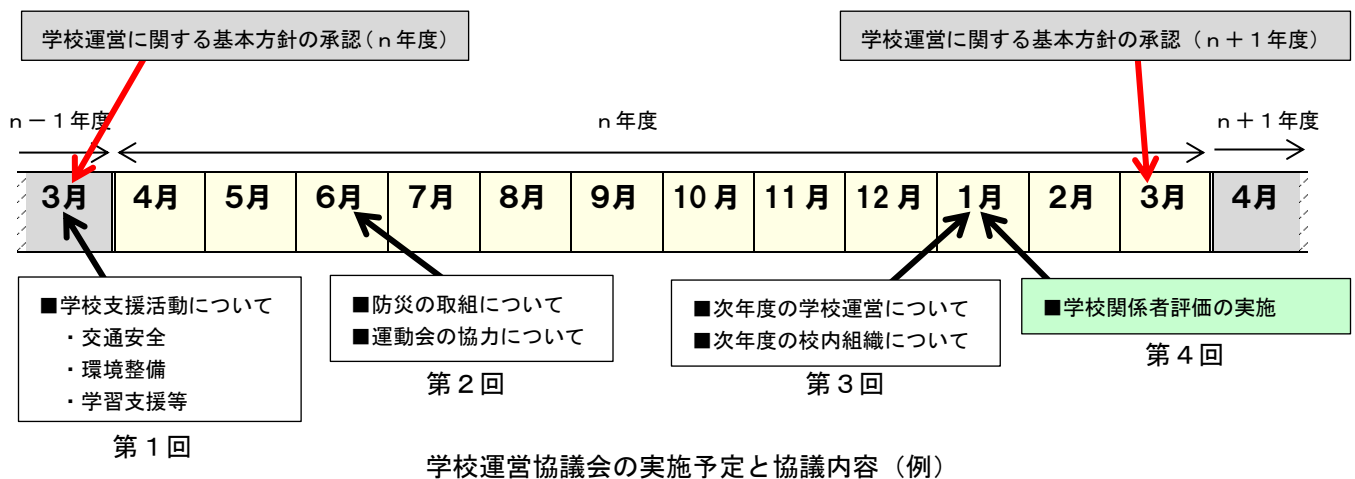 学校運営に関する基本方針の承認(n年度)
学校運営に関する基本方針の承認(n+1年度)
n-1年度
n年度
n+1年度
3月 4月 5月 6月 7月 8月 9月 10月 11月 12月 1月 2月 3月 4月
■学校支援活動について
・交通安全
・環境整備
・学習支援等
第1回
■防災の取組について
■運動会の協力について
第2回
■次年度の学校運営について
■次年度の校内組織について
第3回
■学校関係者評価の実施
第4回
学校運営協議会の実施予定と協議内容(例)